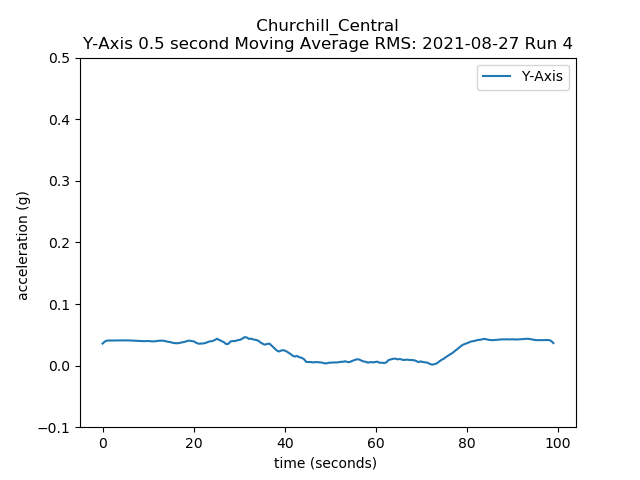 Churchill_Central
Y-Axis 0.5 second Moving Average RMS: 2021-08-27 Run 4
Y-Axis
0.5
0.4
0.3
0.2
0.1
0.0
−0.1
acceleration (g)
0 20 40 60 80 100
time (seconds)